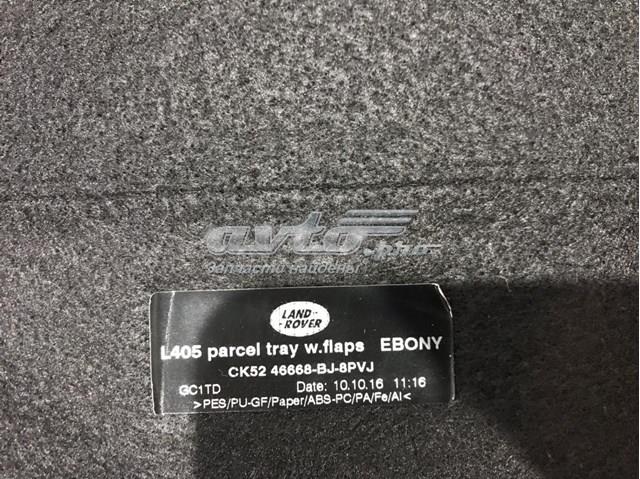 avto.pro
запчасти найдены
LAND
ROVER
L405 parcel tray w.flaps EBONY
CK52 46668-BJ-8PVJ
GC1TD Date: 10.10.16 11:16
>PES/PU-GF/Paper/ABS-PC/PA/Fe/Al<